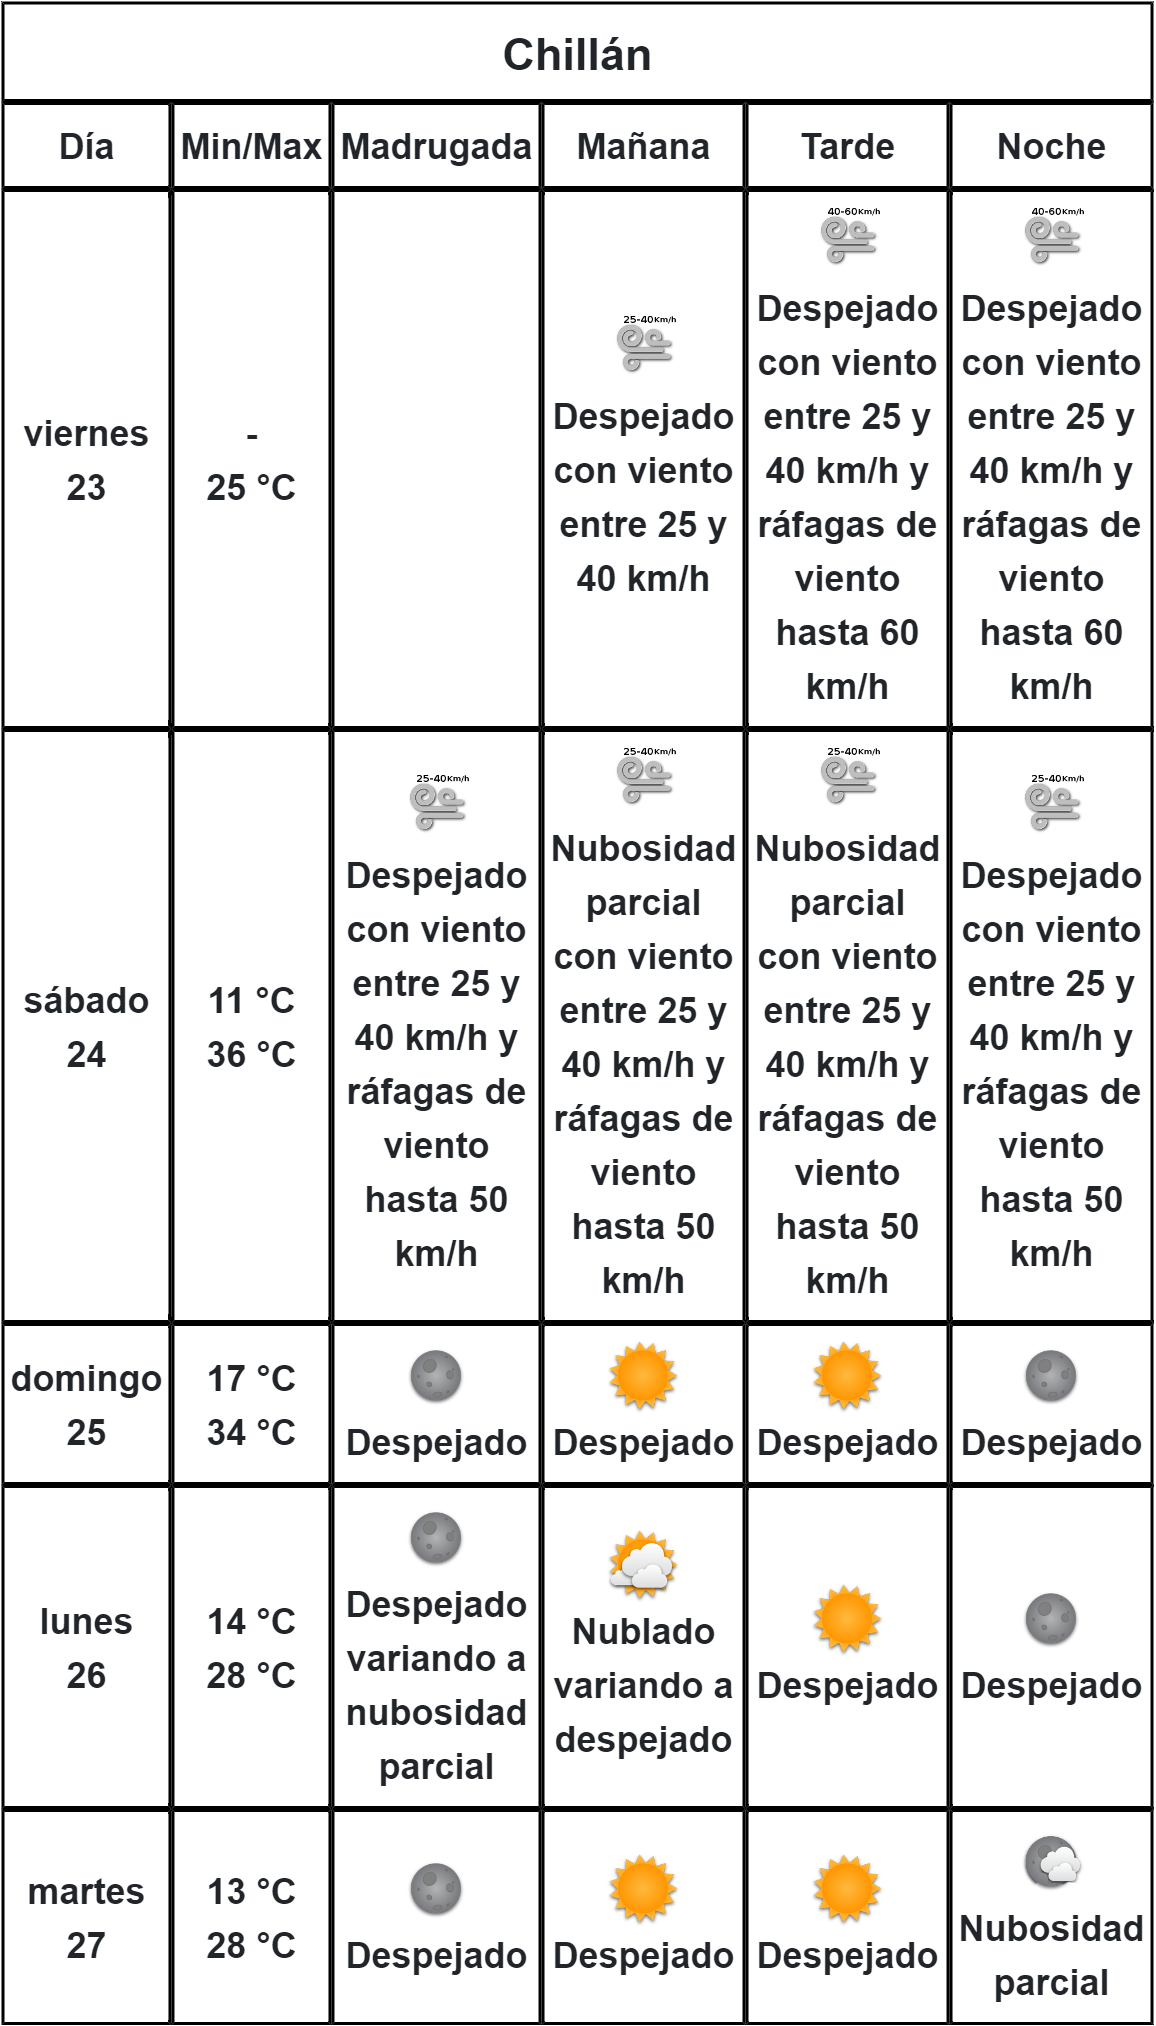 Chillán
Día
Min/Max
Madrugada
Mañana
Tarde
Noche
viernes
23
-
25 °C
25-40Km/h
Despejado
con viento
entre 25 y
40 km/h
40-60Km/h
Despejado
con viento
entre 25 y
40 km/h y
ráfagas de
viento
hasta 60
km/h
40-60Km/h
Despejado
con viento
entre 25 y
40 km/h y
ráfagas de
viento
hasta 60
km/h
sábado
24
11 °C
36 °C
25-40Km/h
Despejado
con viento
entre 25 y
40 km/h y
ráfagas de
viento
hasta 50
km/h
25-40Km/h
Nubosidad
parcial
con viento
entre 25 y
40 km/h y
ráfagas de
viento
hasta 50
km/h
25-40Km/h
Nubosidad
parcial
con viento
entre 25 y
40 km/h y
ráfagas de
viento
hasta 50
km/h
25-40Km/h
Despejado
con viento
entre 25 y
40 km/h y
ráfagas de
viento
hasta 50
km/h
domingo
25
17 °C
34 °C
Despejado
Despejado
Despejado
Despejado
lunes
26
14 °C
28 °C
Despejado
variando a
nubosidad
parcial
Nublado
variando a
despejado
Despejado
Despejado
martes
27
13 °C
28 °C
Despejado
Despejado
Despejado
Nubosidad
parcial